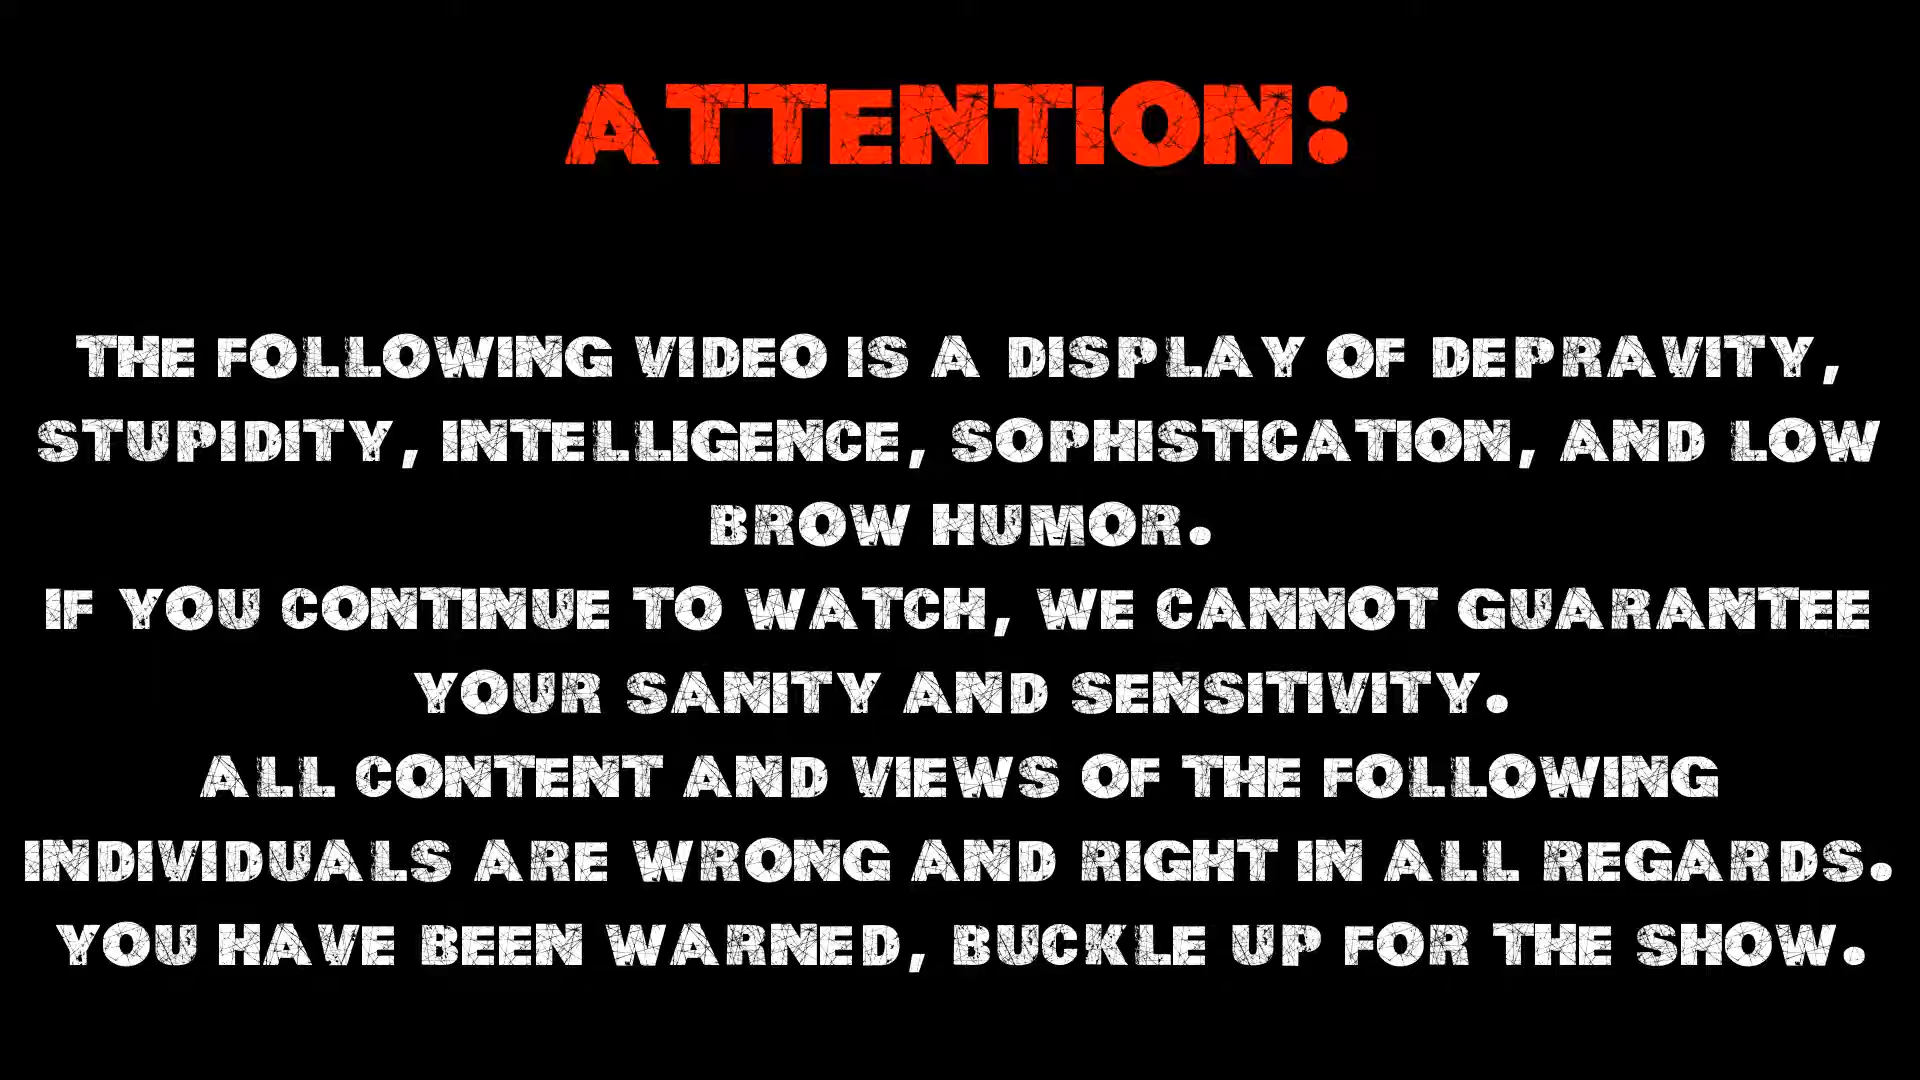 ATTENTION:
THE FOLLOWING VIDEO IS A DISPLAY OF DEPRAVITY,
STUPIDITY, INTELLIGENCE, SOPHISTICATION, AND LOW
BROW HUMOR.
IF YOU CONTINUE TO WATCH, WE CANNOT GUARANTEE
YOUR SANITY AND SENSITIVITY.
ALL CONTENT AND VIEWS OF THE FOLLOWING
INDIVIDUALS ARE WRONG AND RIGHT IN ALL REGARDS.
YOU HAVE BEEN WARNED, BUCKLE UP FOR THE SHOW.